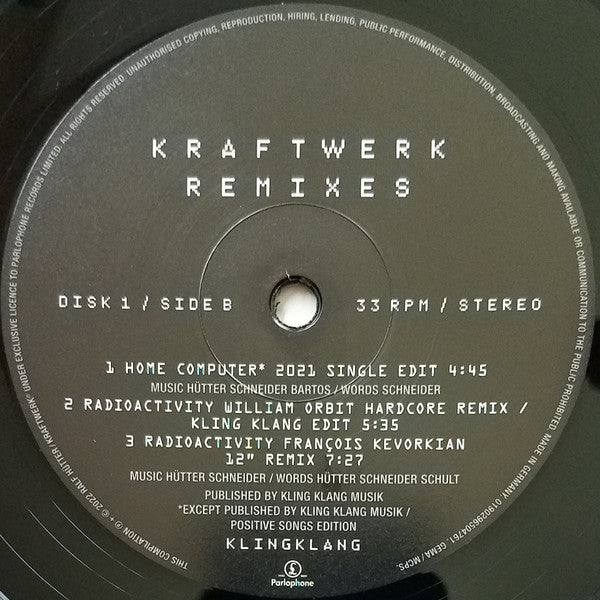 KRAFTWERK
REMIXES
DISK 1 / SIDE B
33 RPM / STEREO
1 HOME COMPUTER* 2021 SINGLE EDIT 4:45
MUSIC HÜTTER SCHNEIDER BARTOS / WORDS SCHNEIDER
2 RADIOACTIVITY WILLIAM ORBIT HARDCORE REMIX /
KLING KLANG EDIT 5:35
3 RADIOACTIVITY FRANÇOIS KEVORKIAN
12" REMIX 7:27
MUSIC HÜTTER SCHNEIDER / WORDS HÜTTER SCHNEIDER SCHULT
PUBLISHED BY KLING KLANG MUSIK
*EXCEPT PUBLISHED BY KLING KLANG MUSIK /
POSITIVE SONGS EDITION
KLINGKLANG
Parlophone
THIS COMPILATION ℗ + © 2022 RALF HÜTTER/KRAFTWERK® UNDER EXCLUSIVE LICENCE TO PARLOPHONE RECORDS LIMITED. ALL RIGHTS RESERVED. UNAUTHORISED COPYING, REPRODUCTION, HIRING, LENDING, PUBLIC PERFORMANCE, DISTRIBUTION, BROADCASTING AND MAKING AVAILABLE OR COMMUNICATION TO THE PUBLIC PROHIBITED. MADE IN GERMANY. 0190296504761. GEMA / MCPS.